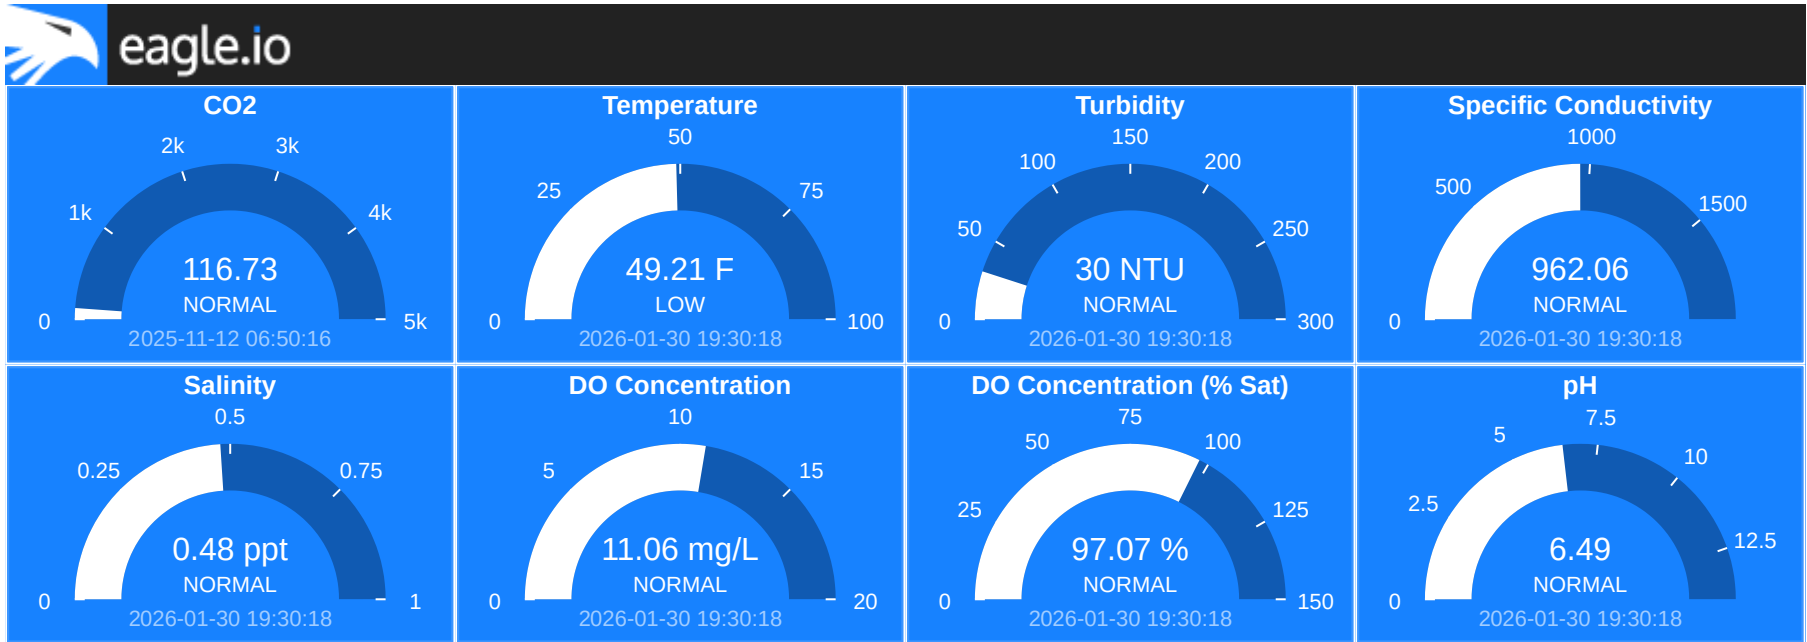 eagle.io
CO2
0
1k
2k
3k
4k
5k
116.73
NORMAL
2025-11-12 06:50:16
Temperature
0
25
50
75
100
49.21 F
LOW
2026-01-30 19:30:18
Turbidity
0
50
100
150
200
250
300
30 NTU
NORMAL
2026-01-30 19:30:18
Specific Conductivity
0
500
1000
1500
962.06
NORMAL
2026-01-30 19:30:18
Salinity
0
0.25
0.5
0.75
1
0.48 ppt
NORMAL
2026-01-30 19:30:18
DO Concentration
0
5
10
15
20
11.06 mg/L
NORMAL
2026-01-30 19:30:18
DO Concentration (% Sat)
0
25
50
75
100
125
150
97.07 %
NORMAL
2026-01-30 19:30:18
pH
0
2.5
5
7.5
10
12.5
6.49
NORMAL
2026-01-30 19:30:18